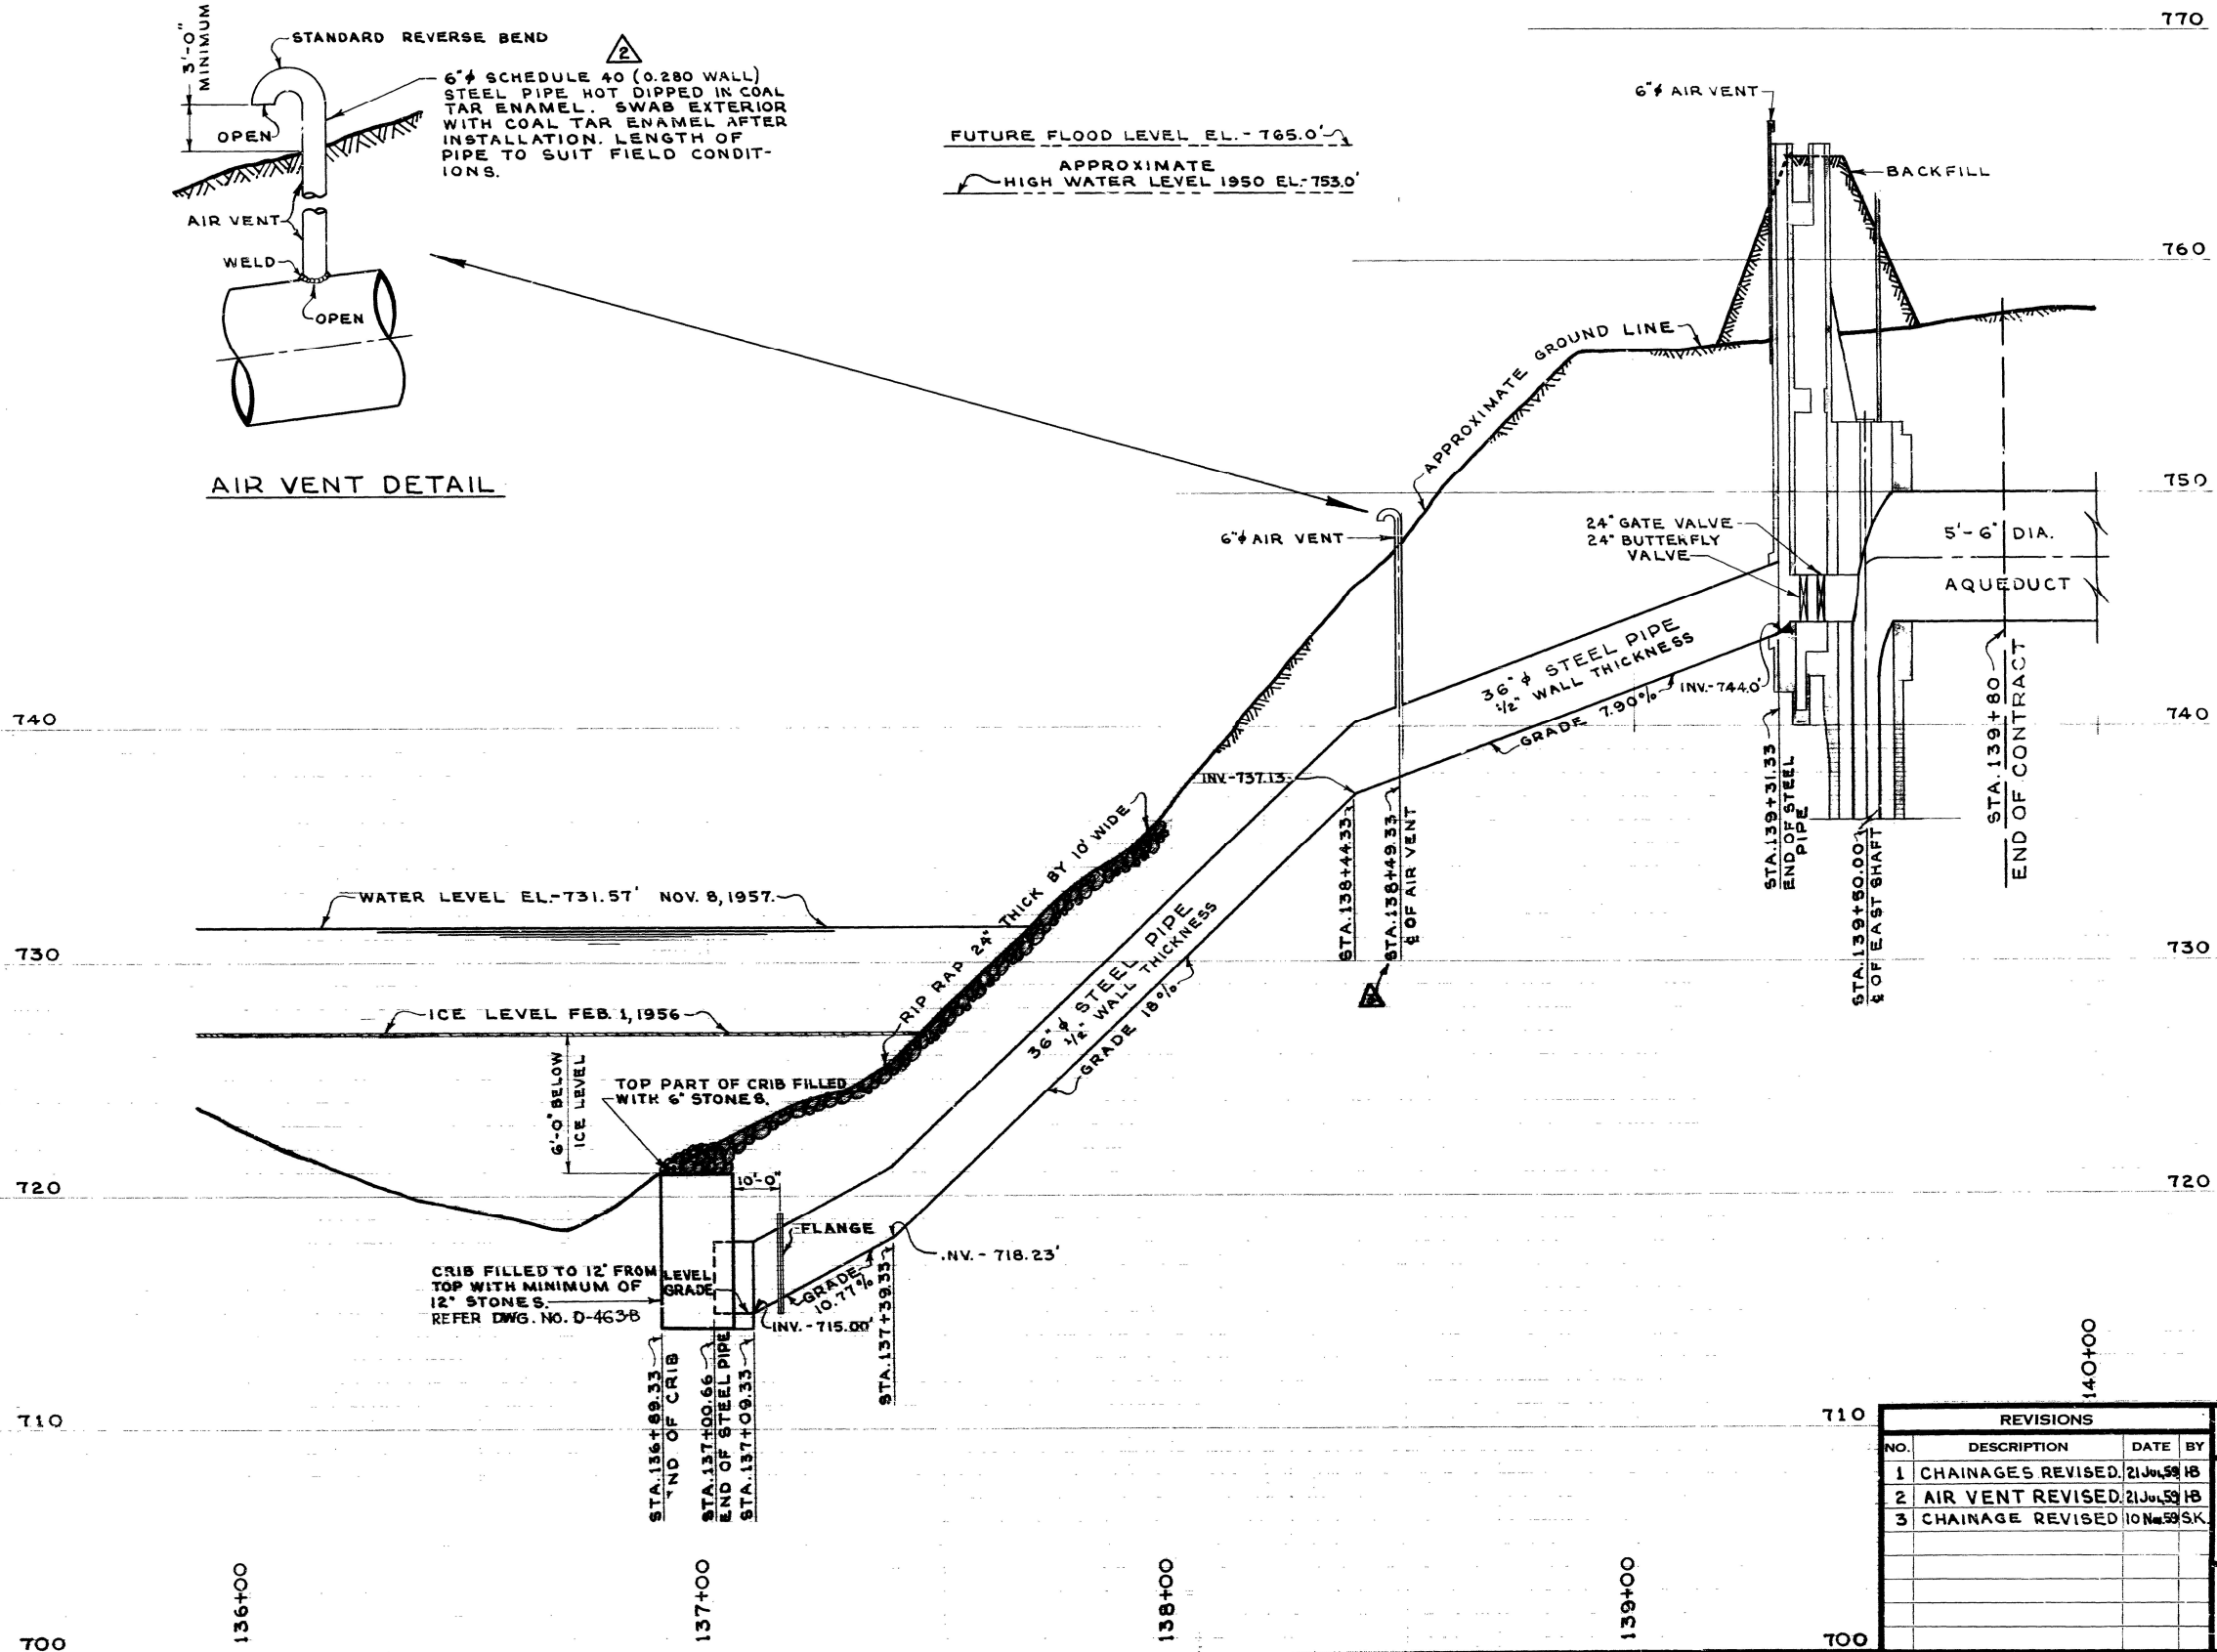 3'-0"
MINIMUM
STANDARD REVERSE BEND
2
6"φ SCHEDULE 40 (0.280 WALL)
STEEL PIPE HOT DIPPED IN COAL
TAR ENAMEL. SWAB EXTERIOR
WITH COAL TAR ENAMEL AFTER
INSTALLATION. LENGTH OF
PIPE TO SUIT FIELD CONDIT-
IONS.
OPEN
AIR VENT
WELD
OPEN
AIR VENT DETAIL
FUTURE FLOOD LEVEL EL.- 765.0'
APPROXIMATE
HIGH WATER LEVEL 1950 EL-753.0'
770
6"φ AIR VENT
BACKFILL
760
APPROXIMATE GROUND LINE
750
6"φ AIR VENT
24" GATE VALVE
24" BUTTERFLY
VALVE
5'-6" DIA.
AQUEDUCT
36"φ STEEL PIPE
1/2" WALL THICKNESS
GRADE 7.90%
INV.-744.0'
740
740
INV.-737.13
STA.138+44.33
STA.138+49.33
℄ OF AIR VENT
STA.139+31.33
END OF STEEL
PIPE
STA.139+50.00
℄ OF EAST SHAFT
STA.139+80
END OF CONTRACT
RIP RAP 24" THICK BY 10' WIDE
WATER LEVEL EL.-731.57' NOV. 8,1957.
730
730
36"φ STEEL PIPE
1/2" WALL THICKNESS
GRADE 18%
ICE LEVEL FEB. 1,1956
6'-0" BELOW
ICE LEVEL
TOP PART OF CRIB FILLED
WITH 6" STONES.
720
720
10'-0"
FLANGE
.NV. - 718.23'
CRIB FILLED TO 12" FROM
TOP WITH MINIMUM OF
12" STONES.
REFER DWG. NO. D-463-B
LEVEL
GRADE
GRADE
10.77%
INV.-715.00'
STA.136+89.33
ND OF CRIB
STA.137+00.66
END OF STEEL PIPE
STA.137+09.33
STA.137+39.33
710
710
140+00
REVISIONS
NO. DESCRIPTION DATE BY
1 CHAINAGES REVISED. 21 JUL 59 HB
2 AIR VENT REVISED. 21 JUL 59 HB
3 CHAINAGE REVISED 10 Nov 59 S.K.
136+00
137+00
138+00
139+00
700
700